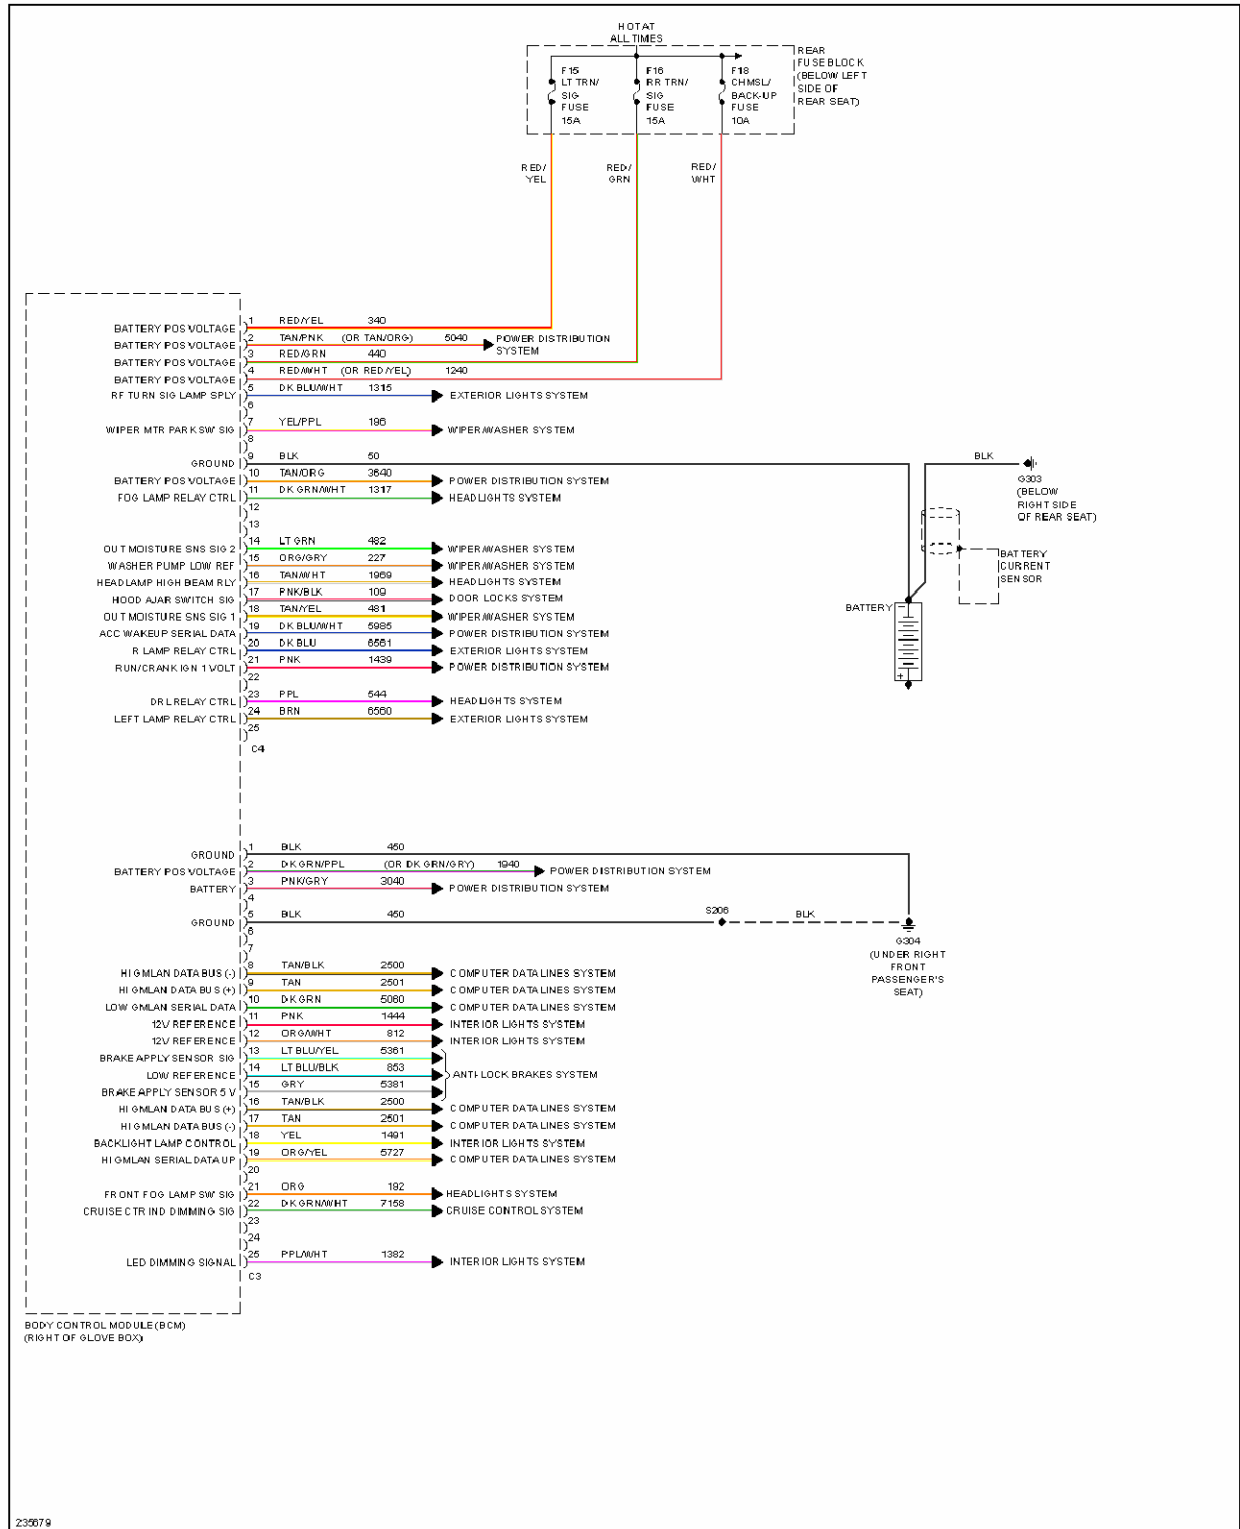 HOT AT
ALL TIMES
REAR
FUSE BLOCK
(BELOW LEFT
SIDE OF
REAR SEAT)
F15
LT TRN/
SIG
FUSE
15A
F16
RR TRN/
SIG
FUSE
15A
F18
CHMSL/
BACK-UP
FUSE
10A
RED/
YEL
RED/
GRN
RED/
WHT
BATTERY POS VOLTAGE 1 RED/YEL 340
BATTERY POS VOLTAGE 2 TAN/PNK (OR TAN/ORG) 5040 POWER DISTRIBUTION
SYSTEM
BATTERY POS VOLTAGE 3 RED/GRN 440
BATTERY POS VOLTAGE 4 RED/WHT (OR RED/YEL) 1240
RF TURN SIG LAMP SPLY 5 DK BLU/WHT 1315 EXTERIOR LIGHTS SYSTEM
6
WIPER MTR PARK SW SIG 7 YEL/PPL 196 WIPER/WASHER SYSTEM
8
GROUND 9 BLK 50
BATTERY POS VOLTAGE 10 TAN/ORG 3640 POWER DISTRIBUTION SYSTEM
FOG LAMP RELAY CTRL 11 DK GRN/WHT 1317 HEADLIGHTS SYSTEM
12
13
OUT MOISTURE SNS SIG 2 14 LT GRN 482 WIPER/WASHER SYSTEM
WASHER PUMP LOW REF 15 ORG/GRY 227 WIPER/WASHER SYSTEM
HEADLAMP HIGH BEAM RLY 16 TAN/WHT 1969 HEADLIGHTS SYSTEM
HOOD AJAR SWITCH SIG 17 PNK/BLK 109 DOOR LOCKS SYSTEM
OUT MOISTURE SNS SIG 1 18 TAN/YEL 481 WIPER/WASHER SYSTEM
ACC WAKEUP SERIAL DATA 19 DK BLU/WHT 5985 POWER DISTRIBUTION SYSTEM
R LAMP RELAY CTRL 20 DK BLU 6561 EXTERIOR LIGHTS SYSTEM
RUN/CRANK IGN 1 VOLT 21 PNK 1439 POWER DISTRIBUTION SYSTEM
22
DRL RELAY CTRL 23 PPL 544 HEADLIGHTS SYSTEM
LEFT LAMP RELAY CTRL 24 BRN 6560 EXTERIOR LIGHTS SYSTEM
25
C4
BLK
G303
(BELOW
RIGHT SIDE
OF REAR SEAT)
BATTERY
CURRENT
SENSOR
BATTERY
−
+
GROUND 1 BLK 450
BATTERY POS VOLTAGE 2 DK GRN/PPL (OR DK GRN/GRY) 1940 POWER DISTRIBUTION SYSTEM
BATTERY 3 PNK/GRY 3040 POWER DISTRIBUTION SYSTEM
4
GROUND 5 BLK 450 S206 BLK
6
7
G304
(UNDER RIGHT
FRONT
PASSENGER'S
SEAT)
HI GMLAN DATA BUS (-) 8 TAN/BLK 2500 COMPUTER DATA LINES SYSTEM
HI GMLAN DATA BUS (+) 9 TAN 2501 COMPUTER DATA LINES SYSTEM
LOW GMLAN SERIAL DATA 10 DK GRN 5060 COMPUTER DATA LINES SYSTEM
12V REFERENCE 11 PNK 1444 INTERIOR LIGHTS SYSTEM
12V REFERENCE 12 ORG/WHT 812 INTERIOR LIGHTS SYSTEM
BRAKE APPLY SENSOR SIG 13 LT BLU/YEL 5361
LOW REFERENCE 14 LT BLU/BLK 853 ANTI-LOCK BRAKES SYSTEM
BRAKE APPLY SENSOR 5 V 15 GRY 5381
HI GMLAN DATA BUS (+) 16 TAN/BLK 2500 COMPUTER DATA LINES SYSTEM
HI GMLAN DATA BUS (-) 17 TAN 2501 COMPUTER DATA LINES SYSTEM
BACKLIGHT LAMP CONTROL 18 YEL 1491 INTERIOR LIGHTS SYSTEM
HI GMLAN SERIAL DATA UP 19 ORG/YEL 5727 COMPUTER DATA LINES SYSTEM
20
FRONT FOG LAMP SW SIG 21 ORG 192 HEADLIGHTS SYSTEM
CRUISE CTR IND DIMMING SIG 22 DK GRN/WHT 7158 CRUISE CONTROL SYSTEM
23
24
LED DIMMING SIGNAL 25 PPL/WHT 1382 INTERIOR LIGHTS SYSTEM
C3
BODY CONTROL MODULE (BCM)
(RIGHT OF GLOVE BOX)
235679